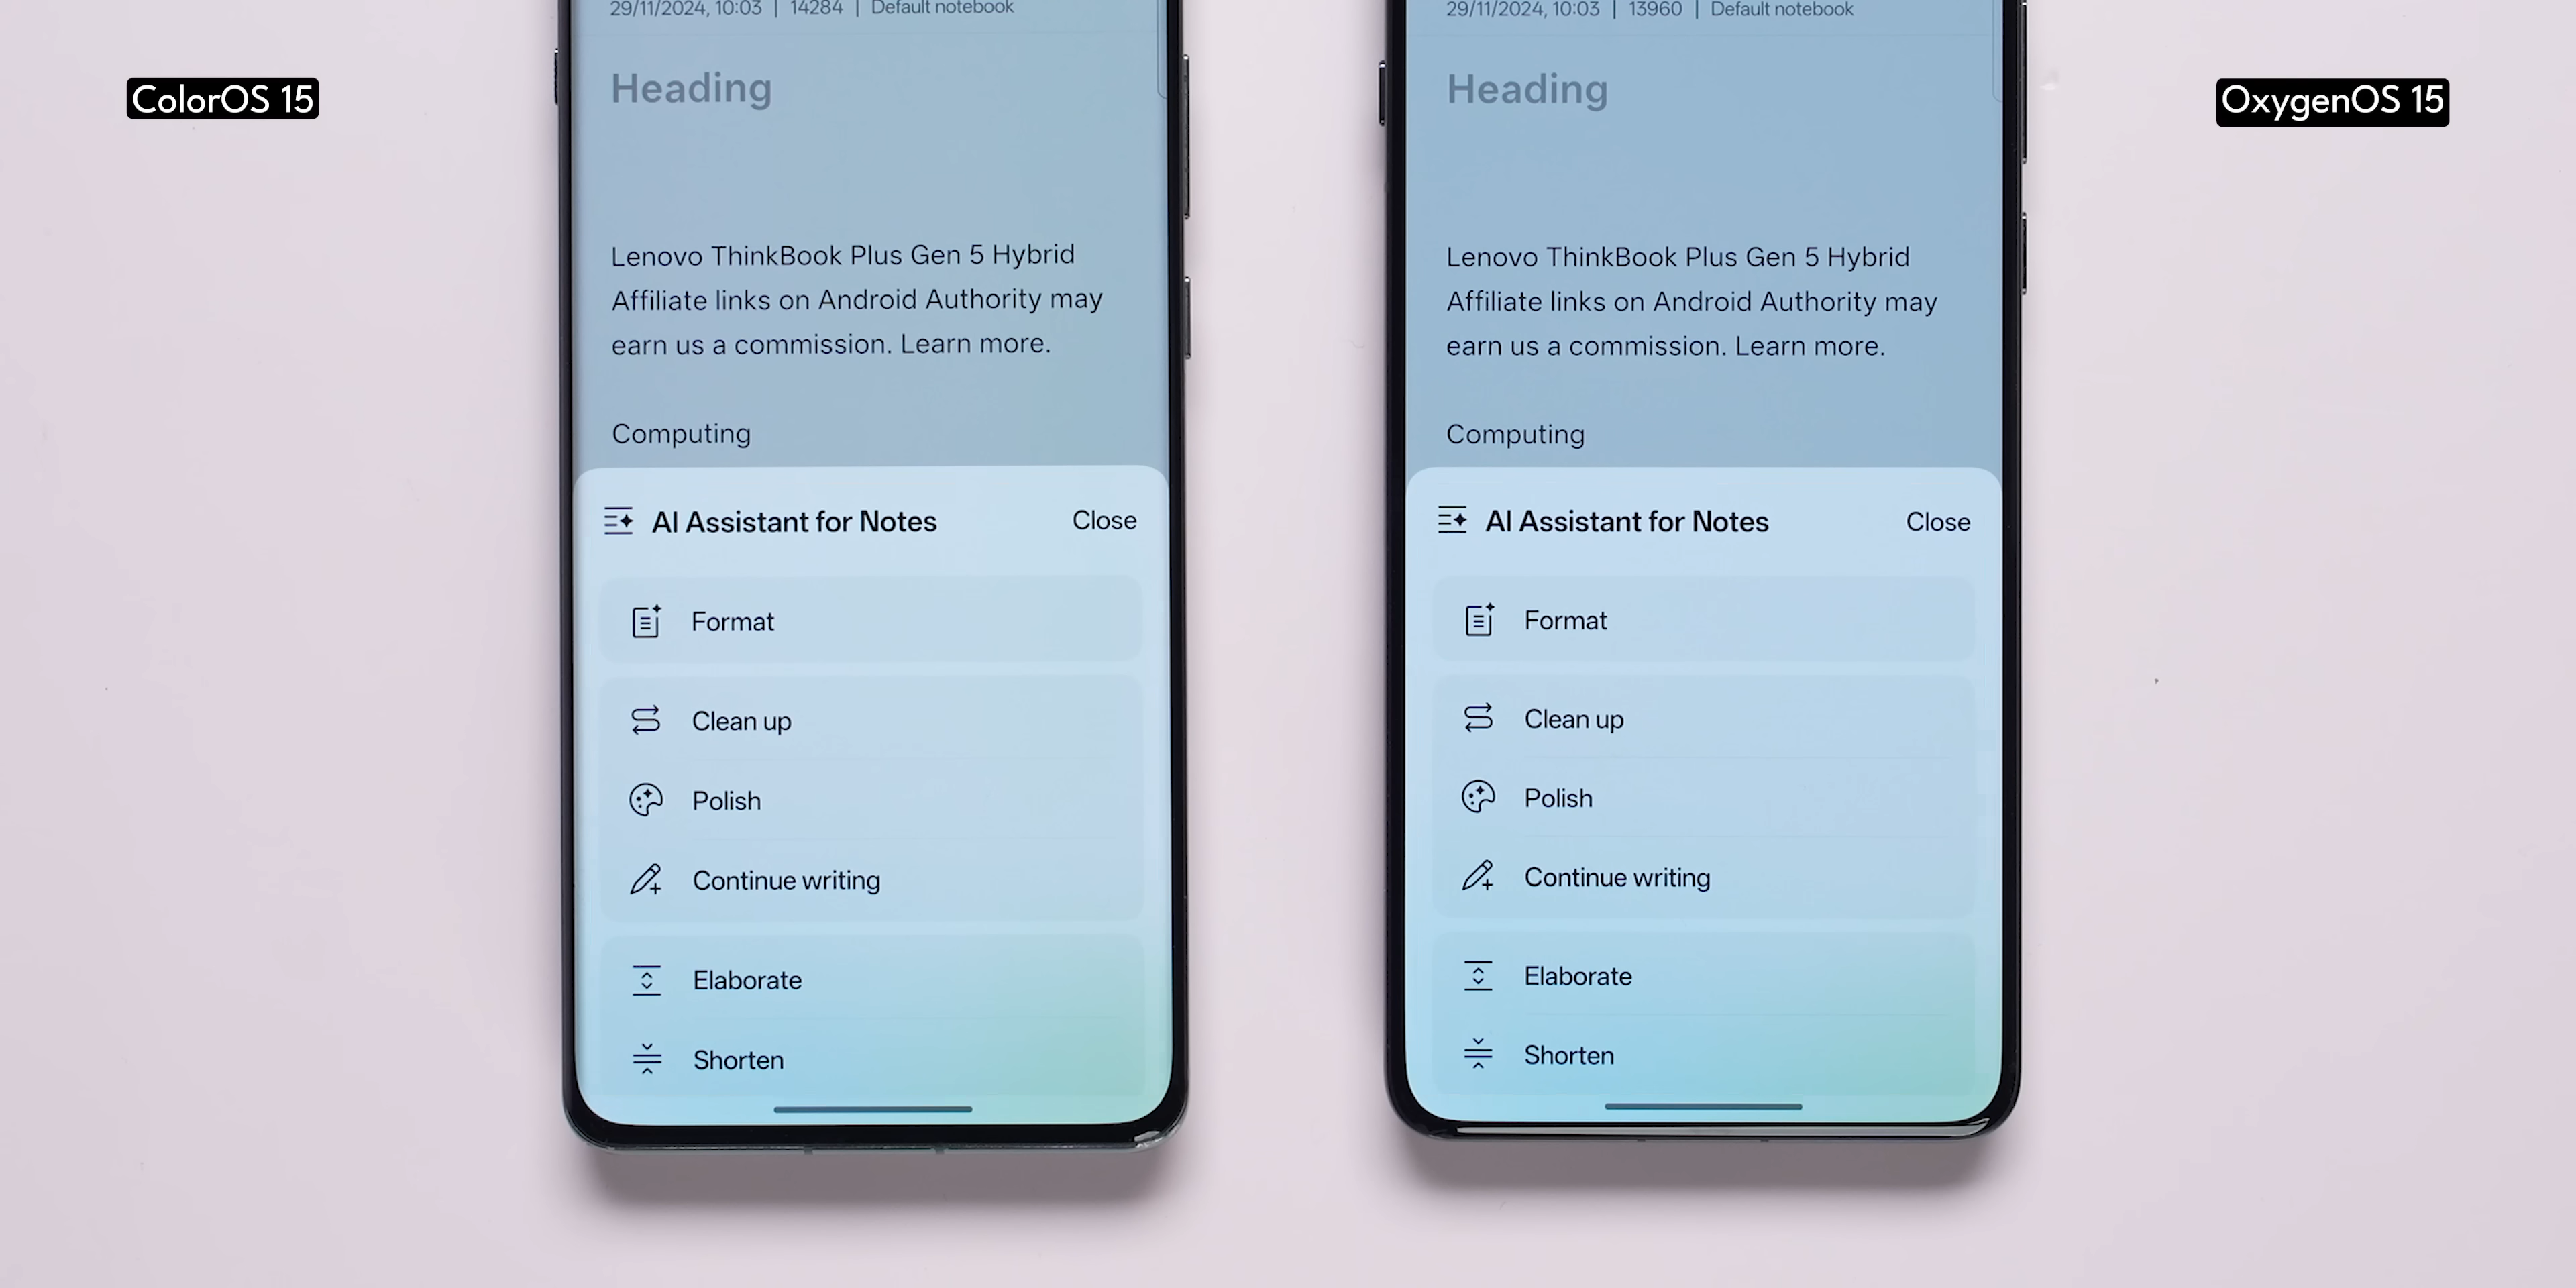 ColorOS 15
29/11/2024, 10:03 | 14284 | Default notebook
Heading
Lenovo ThinkBook Plus Gen 5 Hybrid
Affiliate links on Android Authority may
earn us a commission. Learn more.
Computing
AI Assistant for Notes
Close
Format
Clean up
Polish
Continue writing
Elaborate
Shorten
29/11/2024, 10:03 | 13960 | Default notebook
Heading
Lenovo ThinkBook Plus Gen 5 Hybrid
Affiliate links on Android Authority may
earn us a commission. Learn more.
Computing
AI Assistant for Notes
Close
Format
Clean up
Polish
Continue writing
Elaborate
Shorten
OxygenOS 15